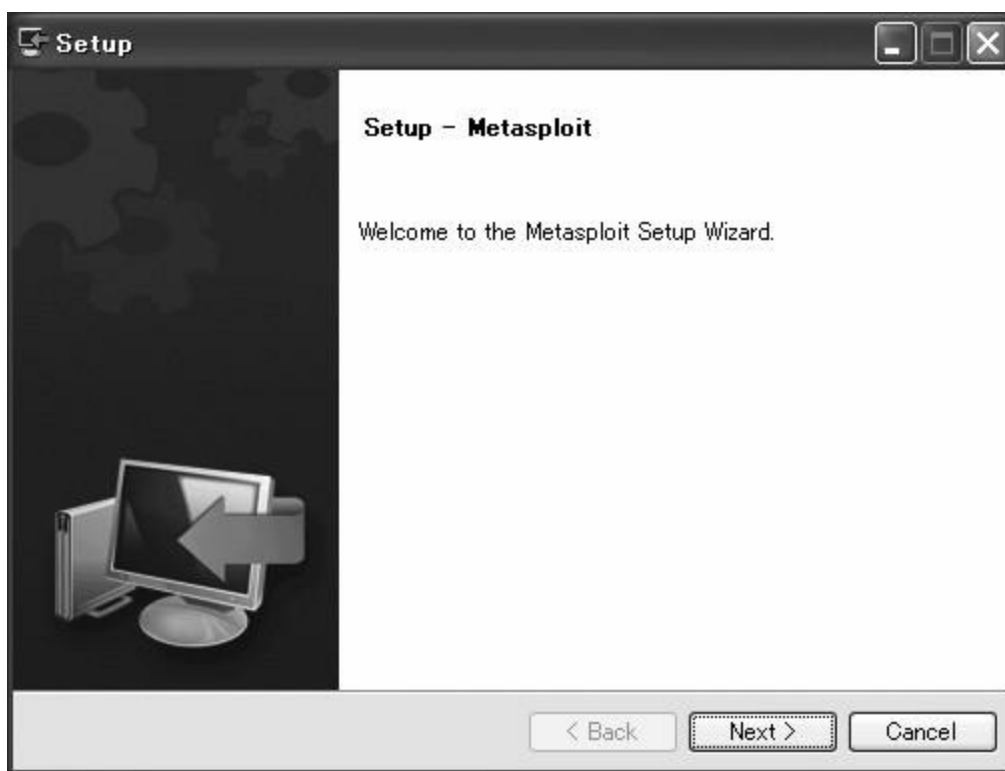 Setup
Setup - Metasploit
Welcome to the Metasploit Setup Wizard.
< Back
Next >
Cancel